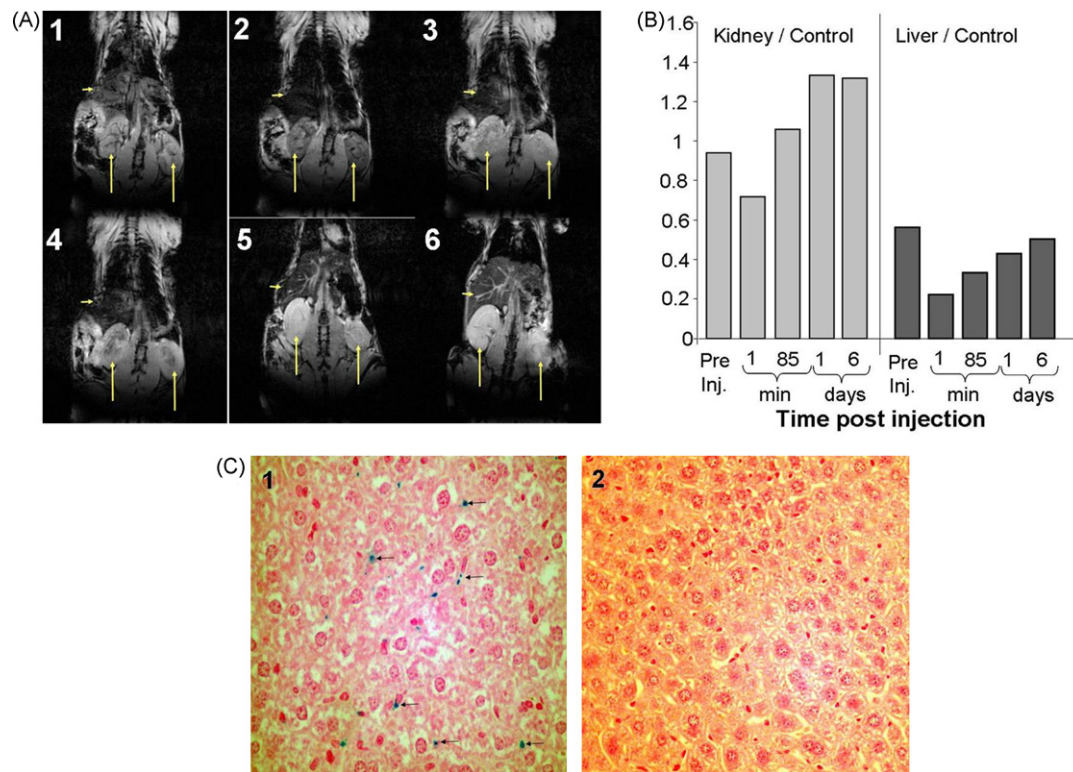 (A)
1 2 3
4 5 6
(B)
1.6
1.4
1.2
1
0.8
0.6
0.4
0.2
0
Kidney / Control Liver / Control
Pre Inj. 1 85 1 6 Pre Inj. 1 85 1 6
min days min days
Time post injection
(C)
1 2